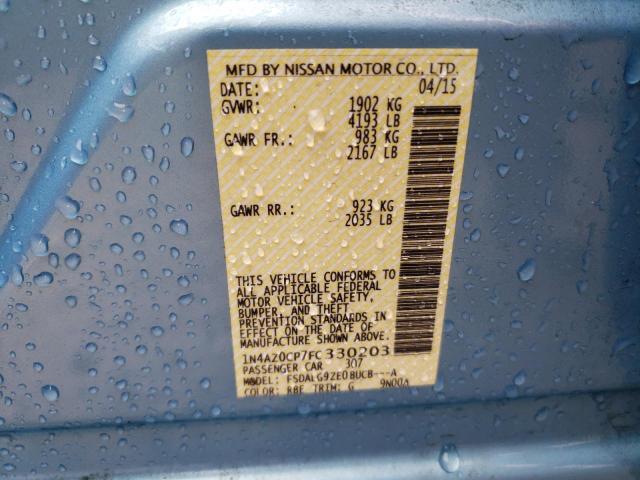 MFD BY NISSAN MOTOR CO., LTD.
DATE: 04/15
GVWR: 1902 KG
4193 LB
GAWR FR.: 983 KG
2167 LB
GAWR RR.: 923 KG
2035 LB
THIS VEHICLE CONFORMS TO
ALL APPLICABLE FEDERAL
MOTOR VEHICLE SAFETY,
BUMPER, AND THEFT
PREVENTION STANDARDS IN
EFFECT ON THE DATE OF
MANUFACTURE SHOWN ABOVE.
1N4AZ0CP7FC330203
PASSENGER CAR 307
MODEL: FSDALG9ZE0BUCB---A
COLOR: RBF TRIM: G 9N00A